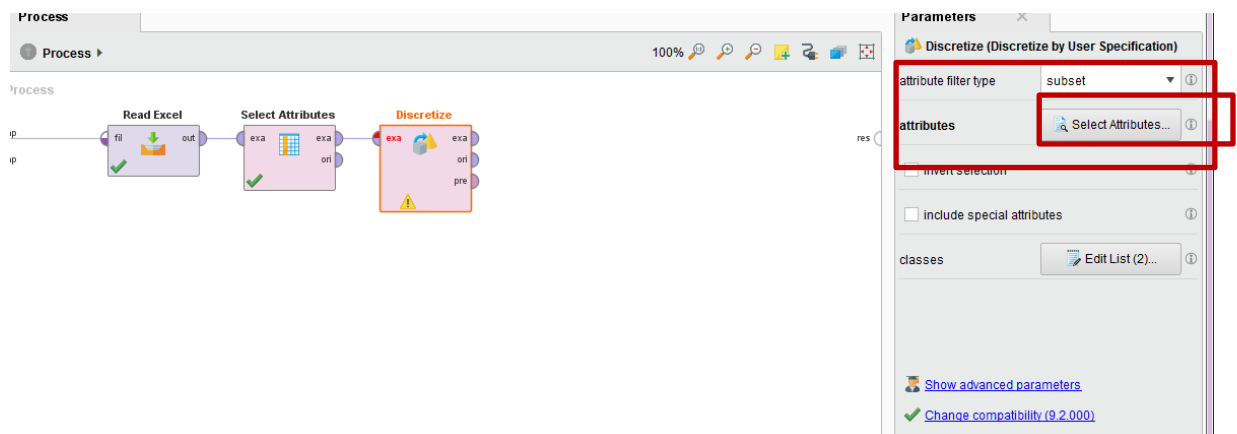 Process
Parameters
Process
100%
Discretize (Discretize by User Specification)
Process
attribute filter type
subset
Read Excel
Select Attributes
Discretize
attributes
Select Attributes...
fil
out
exa
exa
ori
exa
exa
ori
pre
res
invert selection
include special attributes
classes
Edit List (2)...
Show advanced parameters
Change compatibility (9.2.000)